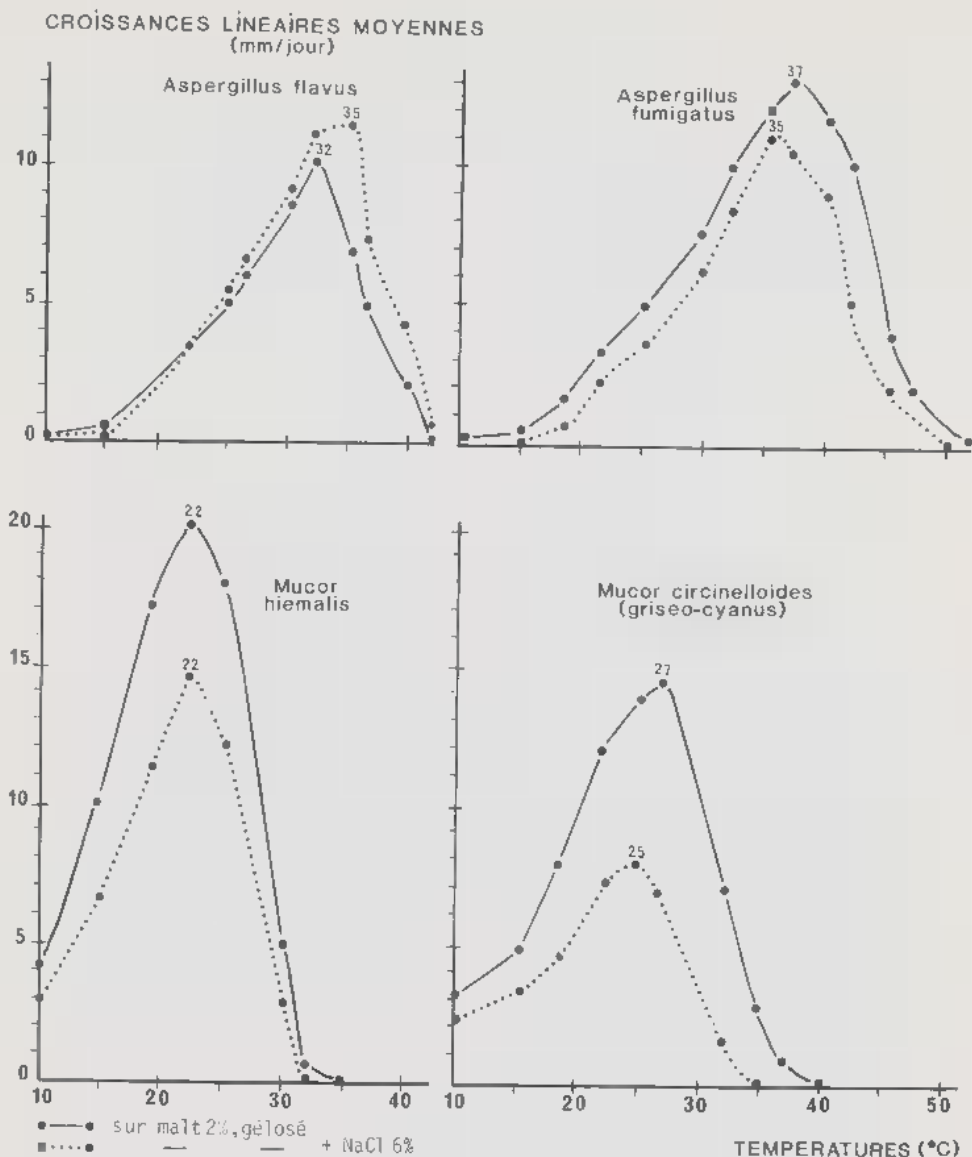 CROISSANCES LINEAIRES MOYENNES
(mm/jour)
Aspergillus flavus
35
32
10
5
0
37
Aspergillus
fumigatus
35
20
22
Mucor
hiemalis
22
15
10
5
0
10 20 30 40
Mucor circinelloides
(griseo-cyanus)
27
25
10 20 30 40 50
sur malt 2%, gélosé
— — + NaCl 6%
TEMPERATURES (°C)